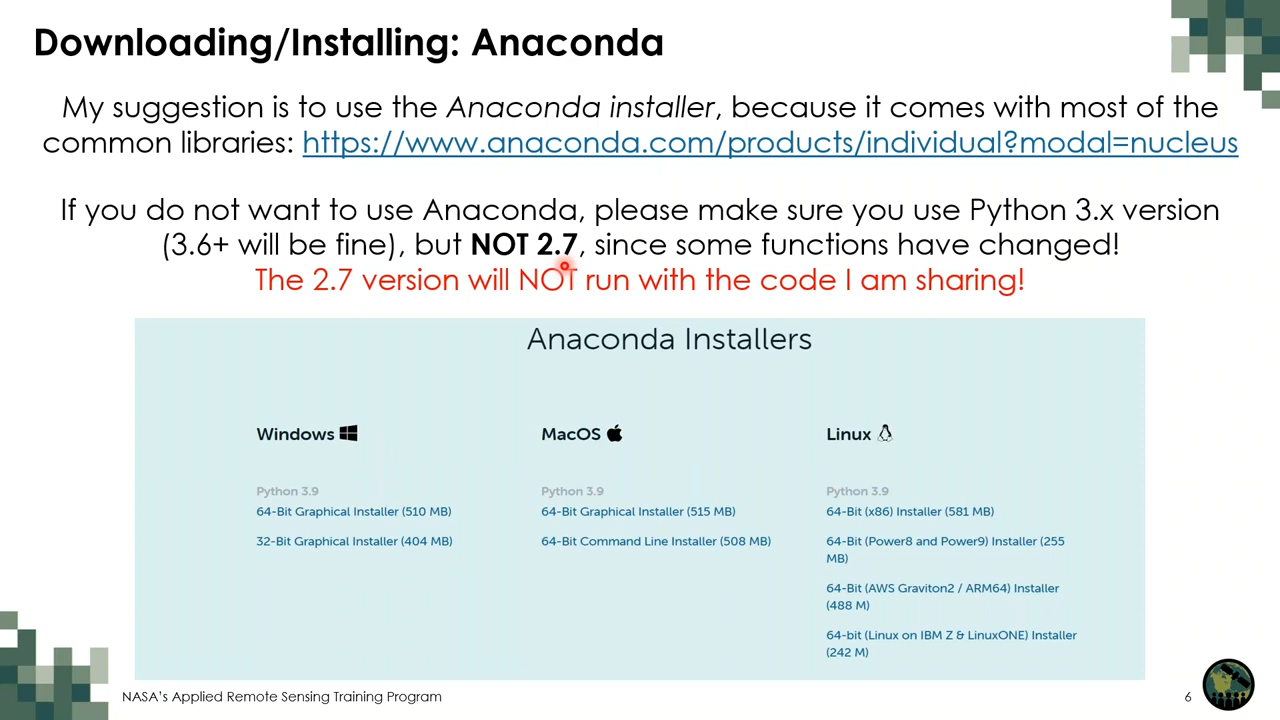 Downloading/Installing: Anaconda
My suggestion is to use the Anaconda installer, because it comes with most of the
common libraries: https://www.anaconda.com/products/individual?modal=nucleus
If you do not want to use Anaconda, please make sure you use Python 3.x version
(3.6+ will be fine), but NOT 2.7, since some functions have changed!
The 2.7 version will NOT run with the code I am sharing!
Anaconda Installers
Windows
Python 3.9
64-Bit Graphical Installer (510 MB)
32-Bit Graphical Installer (404 MB)
MacOS
Python 3.9
64-Bit Graphical Installer (515 MB)
64-Bit Command Line Installer (508 MB)
Linux
Python 3.9
64-Bit (x86) Installer (581 MB)
64-Bit (Power8 and Power9) Installer (255
MB)
64-Bit (AWS Graviton2 / ARM64) Installer
(488 M)
64-bit (Linux on IBM Z & LinuxONE) Installer
(242 M)
NASA's Applied Remote Sensing Training Program
6